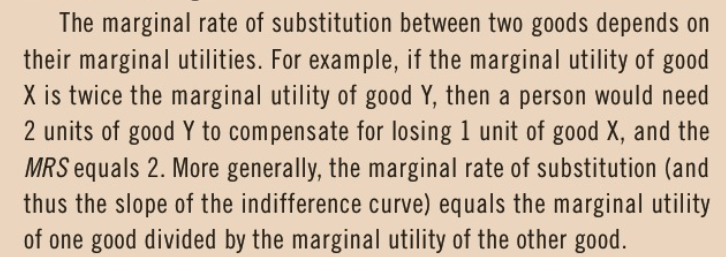 The marginal rate of substitution between two goods depends on
their marginal utilities. For example, if the marginal utility of good
X is twice the marginal utility of good Y, then a person would need
2 units of good Y to compensate for losing 1 unit of good X, and the
MRS equals 2. More generally, the marginal rate of substitution (and
thus the slope of the indifference curve) equals the marginal utility
of one good divided by the marginal utility of the other good.